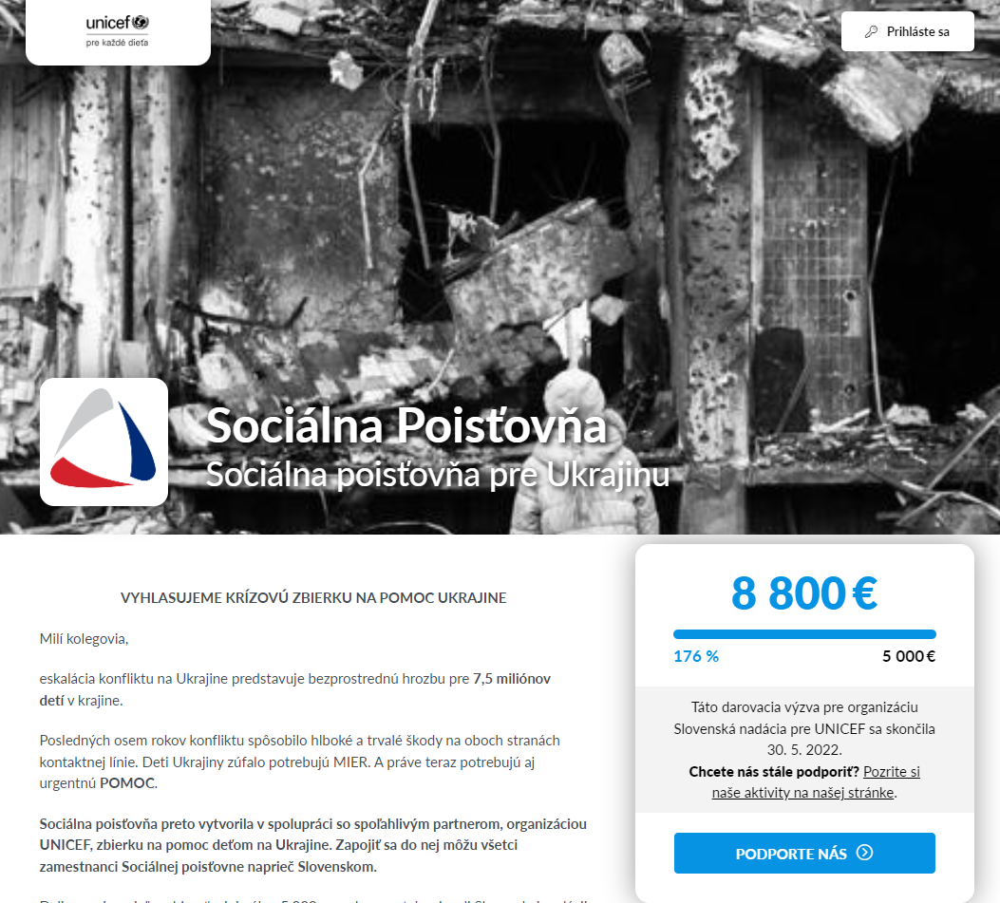 unicef
pre každé dieťa
Prihláste sa
Sociálna Poisťovňa
Sociálna poisťovňa pre Ukrajinu
VYHLASUJEME KRÍZOVÚ ZBIERKU NA POMOC UKRAJINE
Milí kolegovia,
eskalácia konfliktu na Ukrajine predstavuje bezprostrednú hrozbu pre 7,5 miliónov
detí v krajine.
Posledných osem rokov konfliktu spôsobilo hlboké a trvalé škody na oboch stranách
kontaktnej línie. Deti Ukrajiny zúfalo potrebujú MIER. A práve teraz potrebujú aj
urgentnú POMOC.
Sociálna poisťovňa preto vytvorila v spolupráci so spoľahlivým partnerom, organizáciou
UNICEF, zbierku na pomoc deťom na Ukrajine. Zapojiť sa do nej môžu všetci
zamestnanci Sociálnej poisťovne naprieč Slovenskom.
8 800 €
176 %
5 000 €
Táto darovacia výzva pre organizáciu
Slovenská nadácia pre UNICEF sa skončila
30. 5. 2022.
Chcete nás stále podporiť? Pozrite si
naše aktivity na našej stránke.
PODPORTE NÁS